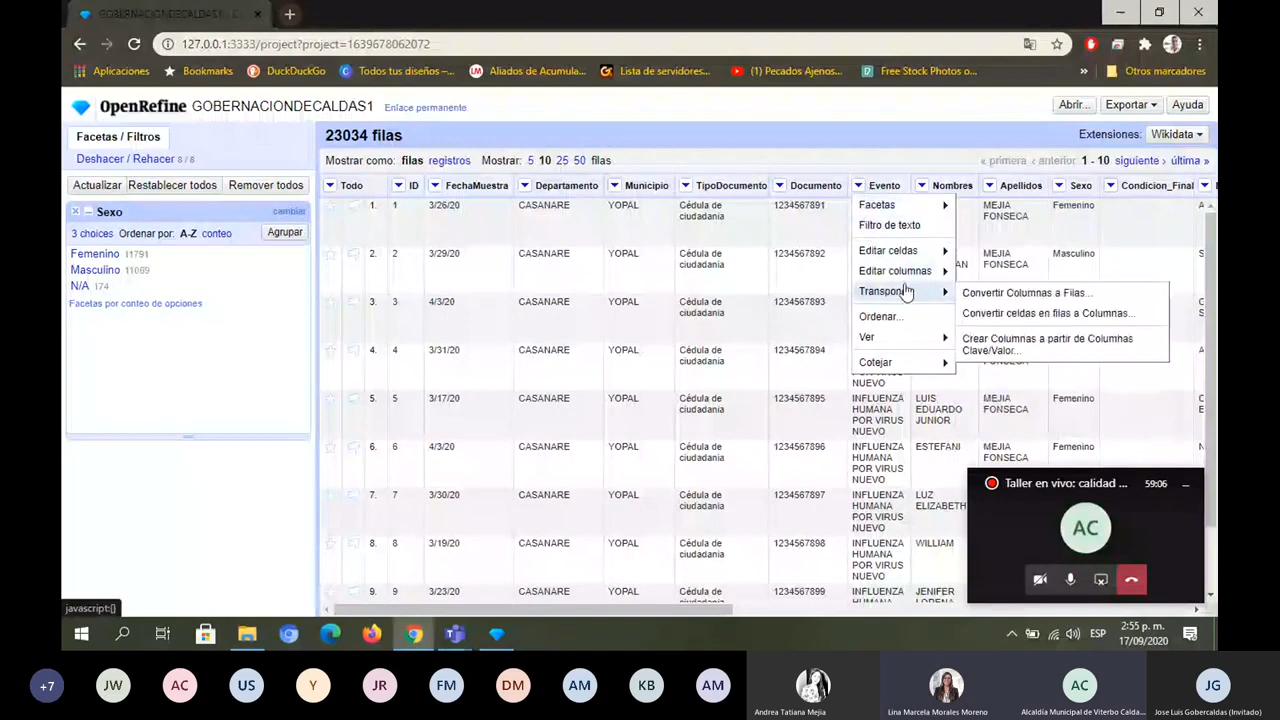 GOBERNACIONDECALDAS1
127.0.0.1:3333/project?project=1639678062072
Aplicaciones Bookmarks DuckDuckGo Todos tus diseños –... Aliados de Acumula... Lista de servidores... (1) Pecados Ajenos... Free Stock Photos o... » Otros marcadores
OpenRefine GOBERNACIONDECALDAS1 Enlace permanente Abrir... Exportar Ayuda
Facetas / Filtros 23034 filas Extensiones: Wikidata
Deshacer / Rehacer 8 / 8 Mostrar como: filas registros Mostrar: 5 10 25 50 filas « primera ‹ anterior 1 - 10 siguiente › última »
Actualizar Restablecer todos Remover todos Todo ID FechaMuestra Departamento Municipio TipoDocumento Documento Evento Nombres Apellidos Sexo Condicion_Final
Sexo cambiar
3 choices Ordenar por: A-Z conteo Agrupar
Femenino 11791
Masculino 11069
N/A 174
Facetas por conteo de opciones
1. 1 3/26/20 CASANARE YOPAL Cédula de ciudadanía 1234567891 MEJIA FONSECA Femenino
2. 2 3/29/20 CASANARE YOPAL Cédula de ciudadanía 1234567892 MEJIA FONSECA Masculino
3. 3 4/3/20 CASANARE YOPAL Cédula de ciudadanía 1234567893
4. 4 3/31/20 CASANARE YOPAL Cédula de ciudadanía 1234567894 NUEVO
5. 5 3/17/20 CASANARE YOPAL Cédula de ciudadanía 1234567895 INFLUENZA HUMANA POR VIRUS NUEVO LUIS EDUARDO JUNIOR MEJIA FONSECA Femenino
6. 6 4/3/20 CASANARE YOPAL Cédula de ciudadanía 1234567896 INFLUENZA HUMANA POR VIRUS NUEVO ESTEFANI MEJIA FONSECA Femenino
7. 7 3/30/20 CASANARE YOPAL Cédula de ciudadanía 1234567897 INFLUENZA HUMANA POR VIRUS NUEVO LUZ ELIZABETH
8. 8 3/19/20 CASANARE YOPAL Cédula de ciudadanía 1234567898 INFLUENZA HUMANA POR VIRUS NUEVO WILLIAM
9. 9 3/23/20 CASANARE YOPAL Cédula de ciudadanía 1234567899 INFLUENZA HUMANA JENIFER LORENA
Facetas
Filtro de texto
Editar celdas
Editar columnas
Transponer
Ordenar...
Ver
Cotejar
Convertir Columnas a Filas...
Convertir celdas en filas a Columnas...
Crear Columnas a partir de Columnas
Clave/Valor...
Taller en vivo: calidad ... 59:06
AC
javascript:{}
ESP 2:55 p. m.
17/09/2020
+7 JW AC US Y JR FM DM AM KB AM AC JG
Andrea Tatiana Mejia Lina Marcela Morales Moreno Alcaldía Municipal de Viterbo Calda... Jose Luis Gobercaldas (Invitado)